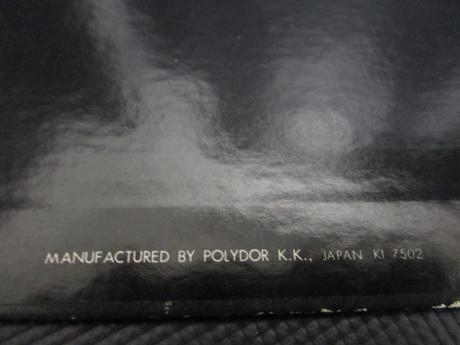 MANUFACTURED BY POLYDOR K.K., JAPAN KI 7502